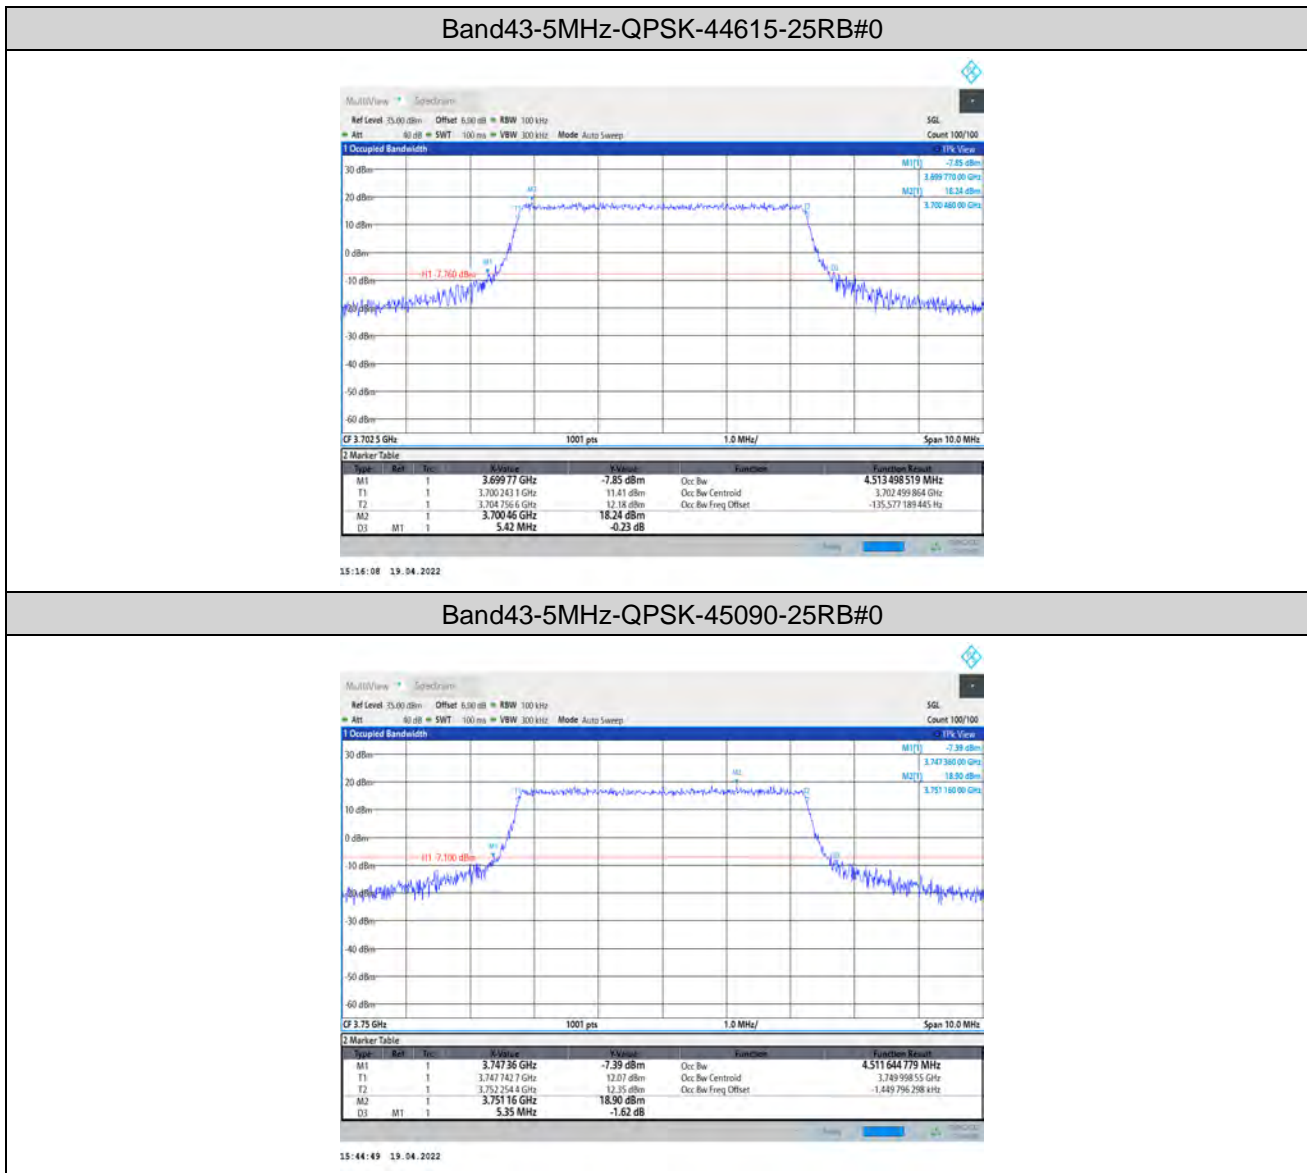 Band43-5MHz-QPSK-44615-25RB#0
MultiView Spectrum
Ref Level 35.00 dBm Offset 6.90 dB RBW 100 kHz SGL
Att 40 dB SWT 100 ms VBW 300 kHz Mode Auto Sweep Count 100/100
1 Occupied Bandwidth 1Pk View
M1[1] -7.85 dBm
3.699 770 00 GHz
M2[1] 18.24 dBm
3.700 460 00 GHz
30 dBm
M2
20 dBm
T1 T2
10 dBm
0 dBm
M1 D3
H1 -7.760 dBm
-10 dBm
-20 dBm
-30 dBm
-40 dBm
-50 dBm
-60 dBm
CF 3.702 5 GHz 1001 pts 1.0 MHz/ Span 10.0 MHz
2 Marker Table
Type Ref Trc X-Value Y-Value Function Function Result
M1 1 3.699 77 GHz -7.85 dBm Occ Bw 4.513 498 519 MHz
T1 1 3.700 243 1 GHz 11.41 dBm Occ Bw Centroid 3.702 499 864 GHz
T2 1 3.704 756 6 GHz 12.18 dBm Occ Bw Freq Offset -135.577 189 445 Hz
M2 1 3.700 46 GHz 18.24 dBm
D3 M1 1 5.42 MHz -0.23 dB
15:16:08 19.04.2022
Band43-5MHz-QPSK-45090-25RB#0
MultiView Spectrum
Ref Level 35.00 dBm Offset 6.90 dB RBW 100 kHz SGL
Att 40 dB SWT 100 ms VBW 300 kHz Mode Auto Sweep Count 100/100
1 Occupied Bandwidth 1Pk View
M1[1] -7.39 dBm
3.747 360 00 GHz
M2[1] 18.90 dBm
3.751 160 00 GHz
30 dBm
M2
20 dBm
T1 T2
10 dBm
0 dBm
M1 D3
H1 -7.100 dBm
-10 dBm
-20 dBm
-30 dBm
-40 dBm
-50 dBm
-60 dBm
CF 3.75 GHz 1001 pts 1.0 MHz/ Span 10.0 MHz
2 Marker Table
Type Ref Trc X-Value Y-Value Function Function Result
M1 1 3.747 36 GHz -7.39 dBm Occ Bw 4.511 644 779 MHz
T1 1 3.747 742 7 GHz 12.07 dBm Occ Bw Centroid 3.749 998 55 GHz
T2 1 3.752 254 4 GHz 12.35 dBm Occ Bw Freq Offset -1.449 796 298 kHz
M2 1 3.751 16 GHz 18.90 dBm
D3 M1 1 5.35 MHz -1.62 dB
15:44:49 19.04.2022